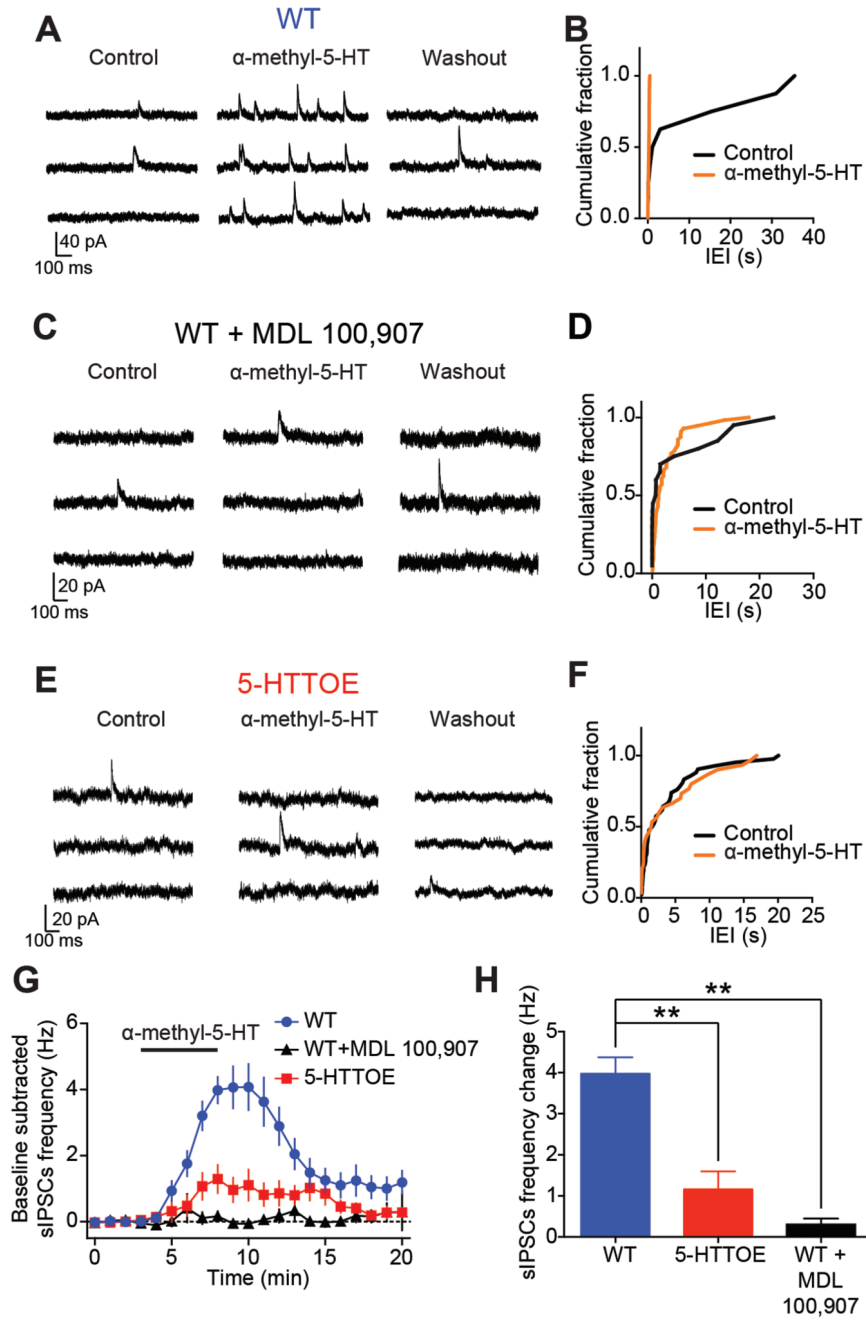 A
WT
Control
α-methyl-5-HT
Washout
40 pA
100 ms
B
Cumulative fraction
1.0
0.5
0.0
Control
α-methyl-5-HT
0 10 20 30 40
IEI (s)
C
WT + MDL 100,907
Control
α-methyl-5-HT
Washout
20 pA
100 ms
D
Cumulative fraction
1.0
0.5
0.0
Control
α-methyl-5-HT
0 10 20 30
IEI (s)
E
5-HTTOE
Control
α-methyl-5-HT
Washout
20 pA
100 ms
F
Cumulative fraction
1.0
0.5
0.0
Control
α-methyl-5-HT
0 5 10 15 20 25
IEI (s)
G
Baseline subtracted
sIPSCs frequency (Hz)
6
4
2
0
α-methyl-5-HT
WT
WT+MDL 100,907
5-HTTOE
0 5 10 15 20
Time (min)
H
sIPSCs frequency change (Hz)
5
4
3
2
1
0
**
**
WT
5-HTTOE
WT +
MDL
100,907